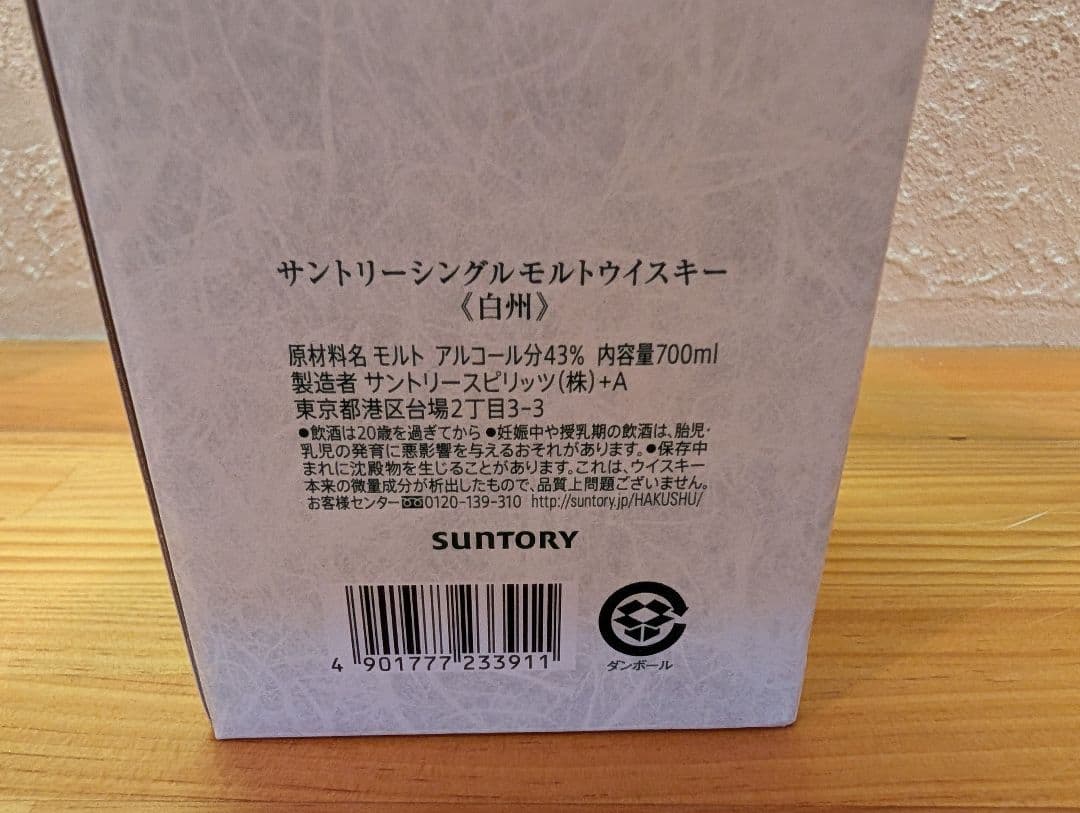 サントリーシングルモルトウイスキー
《白州》
原材料名 モルト アルコール分43% 内容量700ml
製造者 サントリースピリッツ(株)+A
東京都港区台場2丁目3-3
●飲酒は20歳を過ぎてから ●妊娠中や授乳期の飲酒は、胎児・
乳児の発育に悪影響を与えるおそれがあります。●保存中
まれに沈殿物を生じることがあります。これは、ウイスキー
本来の微量成分が析出したもので、品質上問題ございません。
お客様センター 0120-139-310 http://suntory.jp/HAKUSHU/
SUNTORY
4 901777 233911
ダンボール